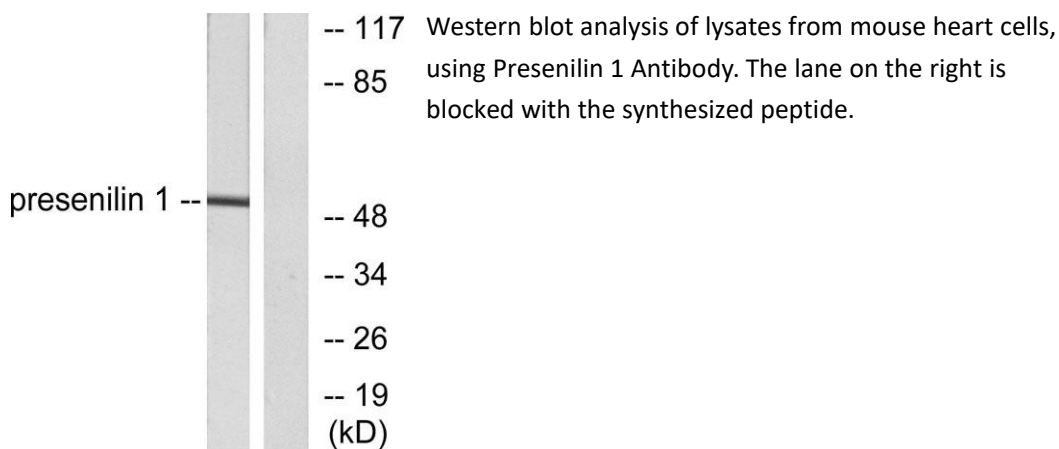 -- 117
-- 85
presenilin 1 --
-- 48
-- 34
-- 26
-- 19
(kD)
Western blot analysis of lysates from mouse heart cells,
using Presenilin 1 Antibody. The lane on the right is
blocked with the synthesized peptide.